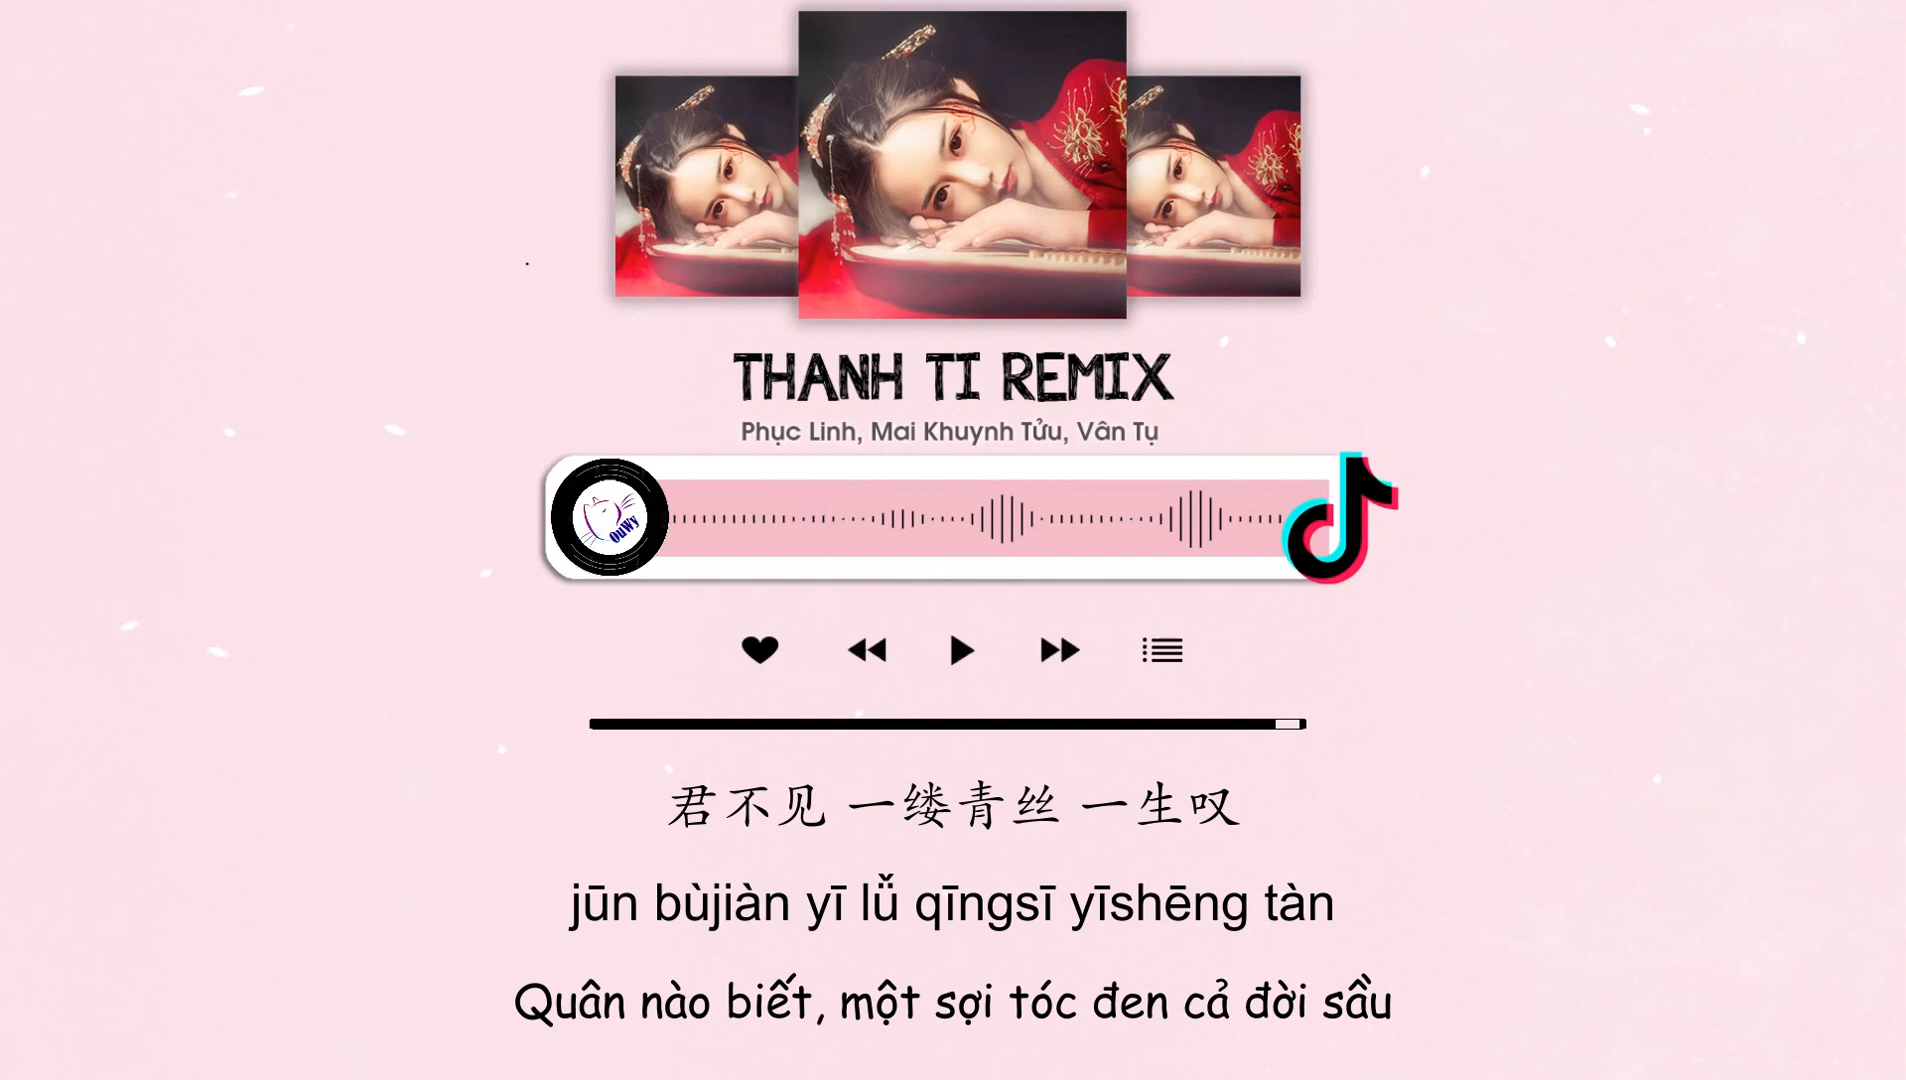 THANH TI REMIX
Phục Linh, Mai Khuynh Tửu, Vân Tụ
OuWy
君不见 一缕青丝 一生叹
jūn bùjiàn yī lǚ qīngsī yīshēng tàn
Quân nào biết, một sợi tóc đen cả đời sầu